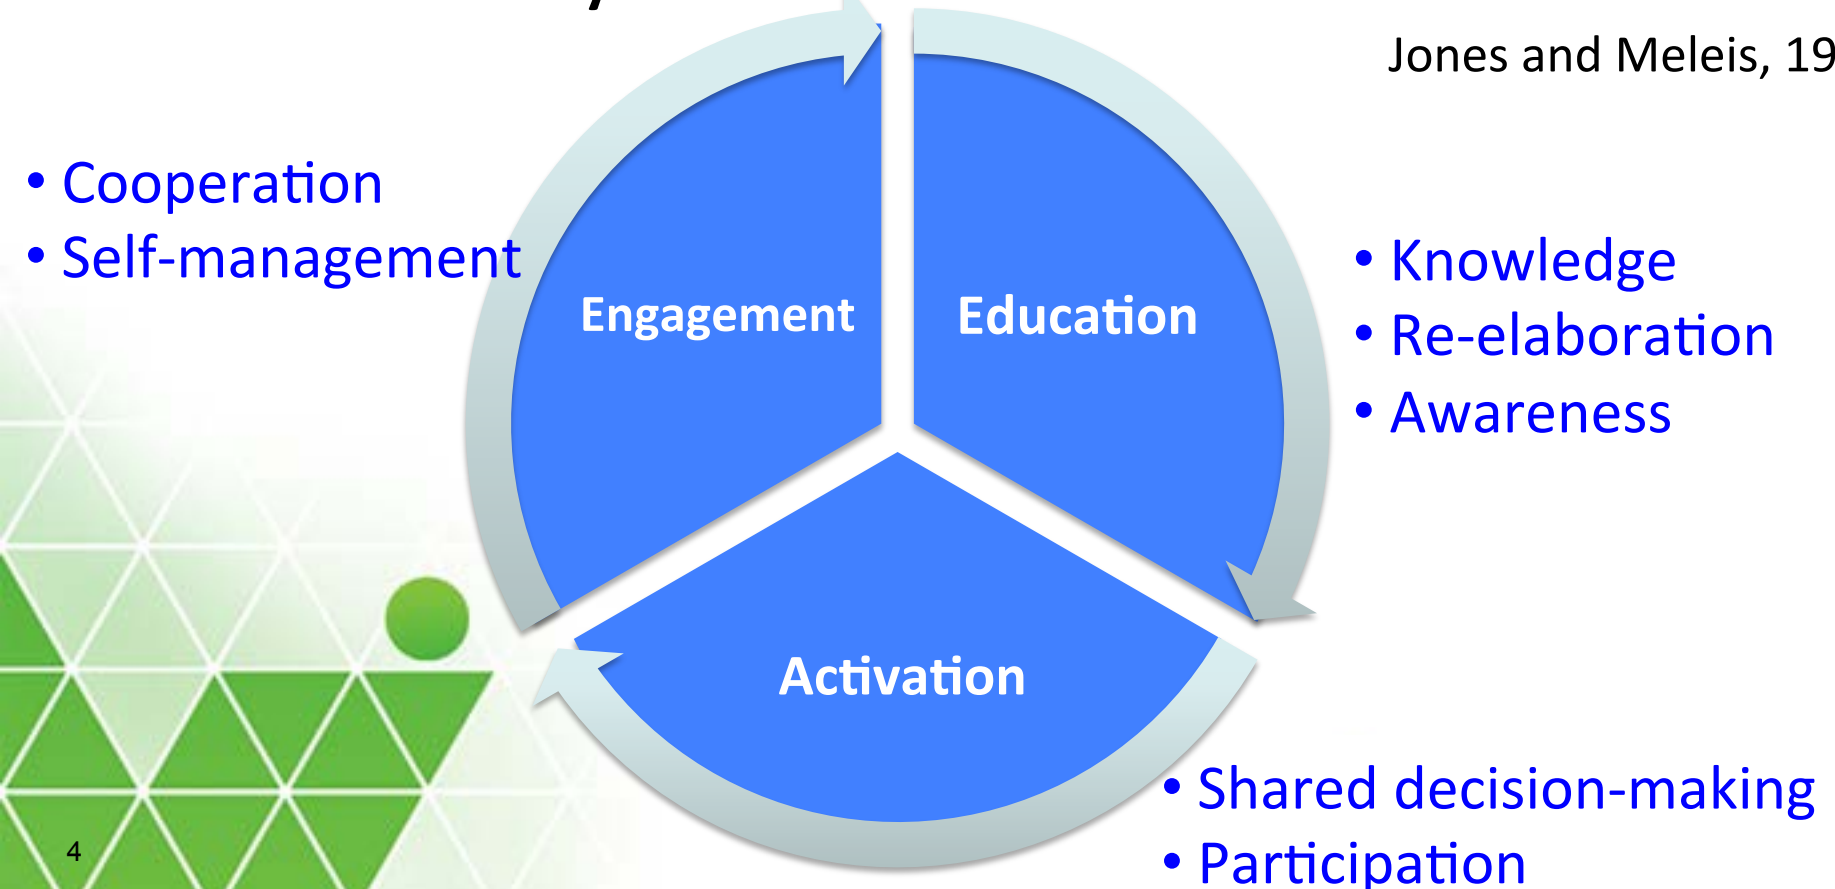 Jones and Meleis, 19
• Cooperation
• Self-management
Engagement
Education
• Knowledge
• Re-elaboration
• Awareness
Activation
• Shared decision-making
• Participation
4